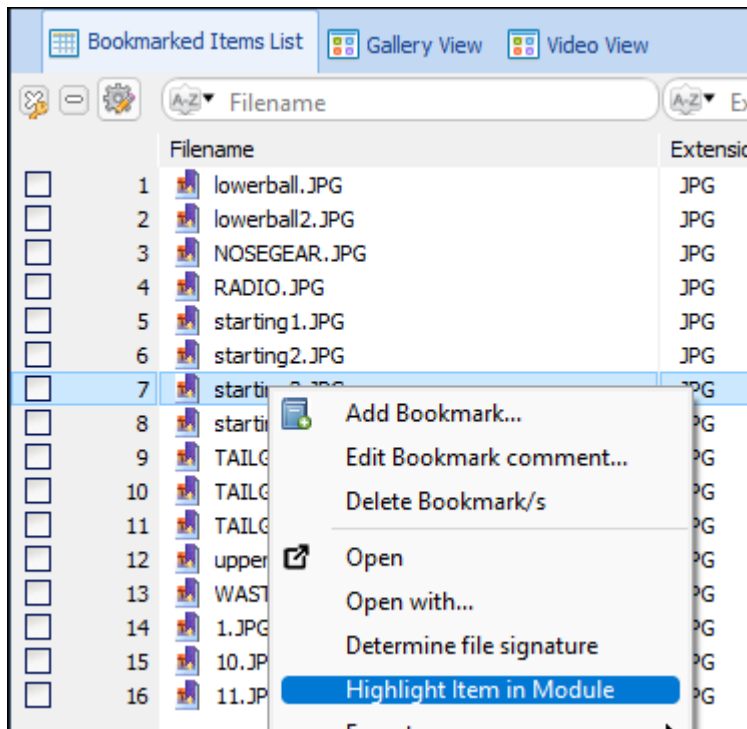 Bookmarked Items List Gallery View Video View
A-Z Filename A-Z
Filename
1 lowerball.JPG JPG
2 lowerball2.JPG JPG
3 NOSEGEAR.JPG JPG
4 RADIO.JPG JPG
5 starting1.JPG JPG
6 starting2.JPG JPG
7
8
9
10
11
12
13
14
15
16
Add Bookmark...
Edit Bookmark comment...
Delete Bookmark/s
Open
Open with...
Determine file signature
Highlight Item in Module